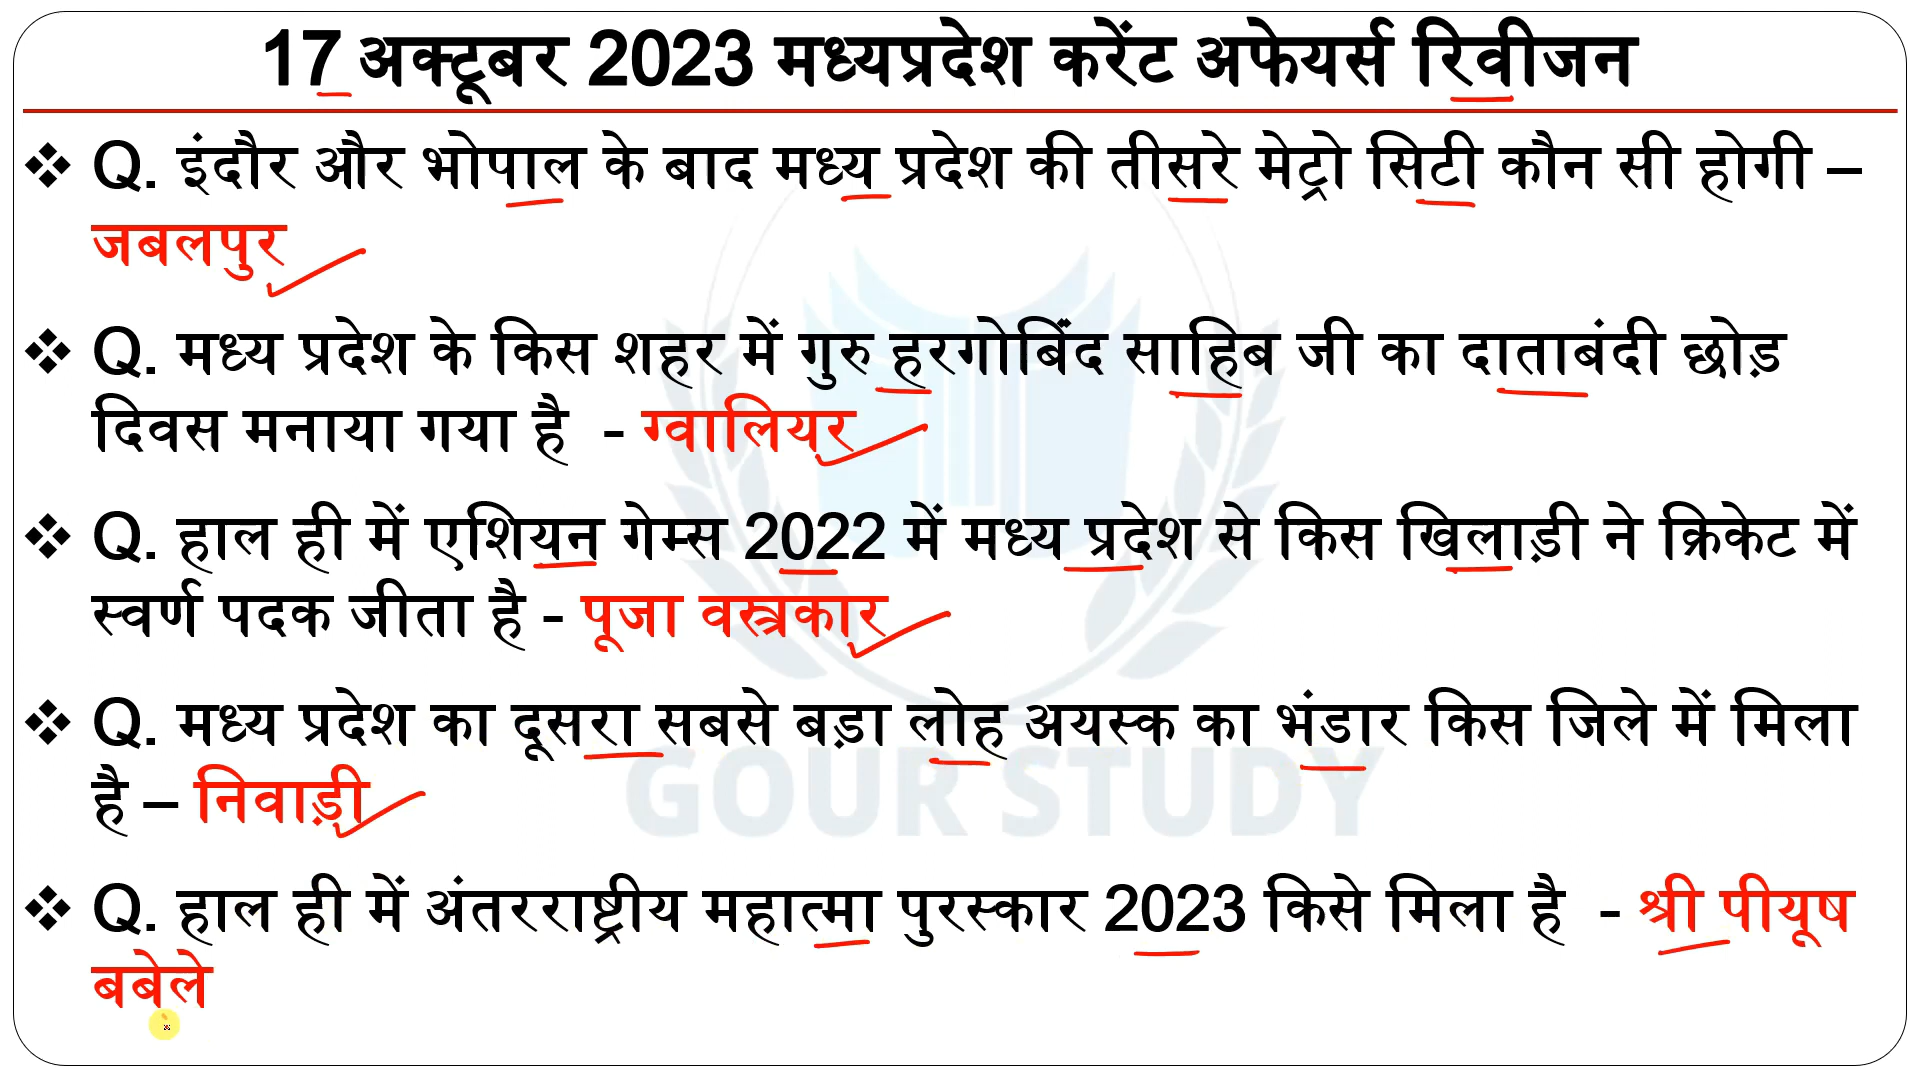 17 अक्टूबर 2023 मध्यप्रदेश करेंट अफेयर्स रिवीजन
❖ Q. इंदौर और भोपाल के बाद मध्य प्रदेश की तीसरे मेट्रो सिटी कौन सी होगी –
जबलपुर
❖ Q. मध्य प्रदेश के किस शहर में गुरु हरगोबिंद साहिब जी का दाताबंदी छोड़
दिवस मनाया गया है - ग्वालियर
❖ Q. हाल ही में एशियन गेम्स 2022 में मध्य प्रदेश से किस खिलाड़ी ने क्रिकेट में
स्वर्ण पदक जीता है - पूजा वस्त्रकार
❖ Q. मध्य प्रदेश का दूसरा सबसे बड़ा लोह अयस्क का भंडार किस जिले में मिला
है – निवाड़ी
GOUR STUDY
❖ Q. हाल ही में अंतरराष्ट्रीय महात्मा पुरस्कार 2023 किसे मिला है - श्री पीयूष
बबेले